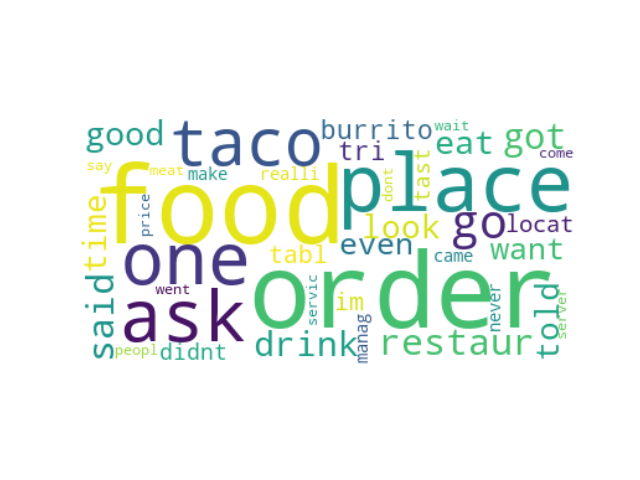 good
taco
burrito
wait
eat
got
say
meat
make
realli
tri
tast
dont
come
food
place
time
price
look
go
locat
one
tabl
even
came
want
said
went
ask
servic
im
order
manag
never
told
server
peopl
didnt
drink
restaur